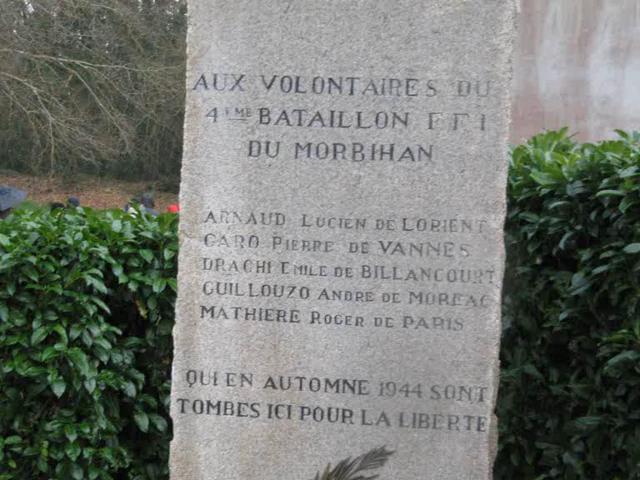 AUX VOLONTAIRES DU
4EME BATAILLON FFI
DU MORBIHAN
ARNAUD LUCIEN DE LORIENT
CARO PIERRE DE VANNES
DRACHI EMILE DE BILLANCOURT
GUILLOUZO ANDRE DE MOREAC
MATHIERE ROGER DE PARIS
QUI EN AUTOMNE 1944 SONT
TOMBES ICI POUR LA LIBERTE